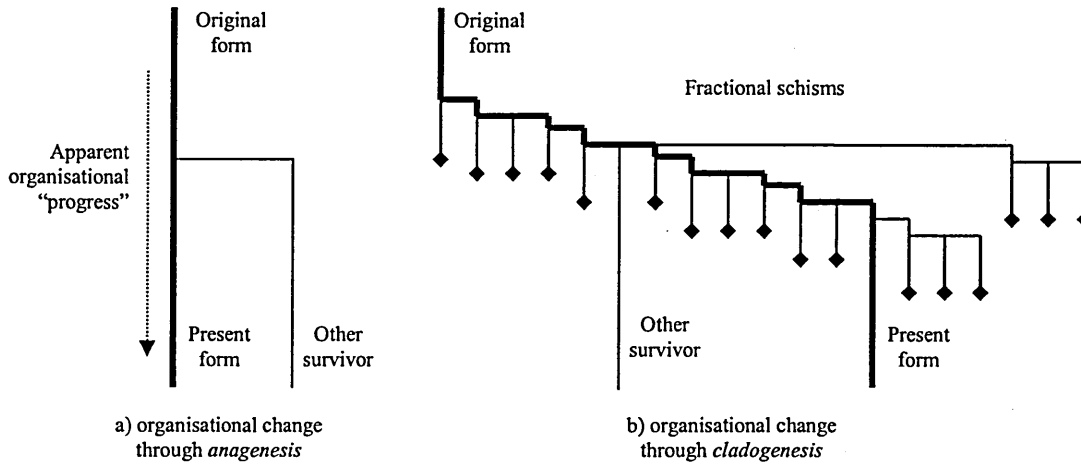 Original
form
Apparent
organisational
“progress”
Present
form
Other
survivor
a) organisational change
through anagenesis
Original
form
Fractional schisms
Other
survivor
Present
form
b) organisational change
through cladogenesis